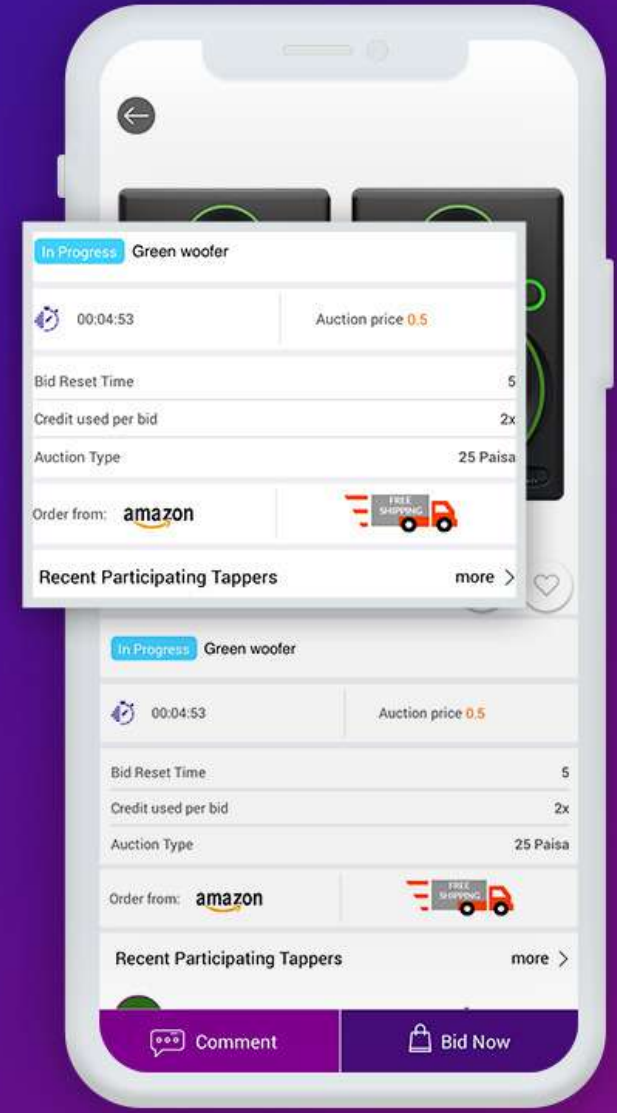 In Progress Green woofer
00:04:53 Auction price 0.5
Bid Reset Time 5
Credit used per bid 2x
Auction Type 25 Paisa
Order from: amazon FREE
SHIPPING
Recent Participating Tappers more >
In Progress Green woofer
00:04:53 Auction price 0.5
Bid Reset Time 5
Credit used per bid 2x
Auction Type 25 Paisa
Order from: amazon FREE
SHIPPING
Recent Participating Tappers more >
Comment Bid Now